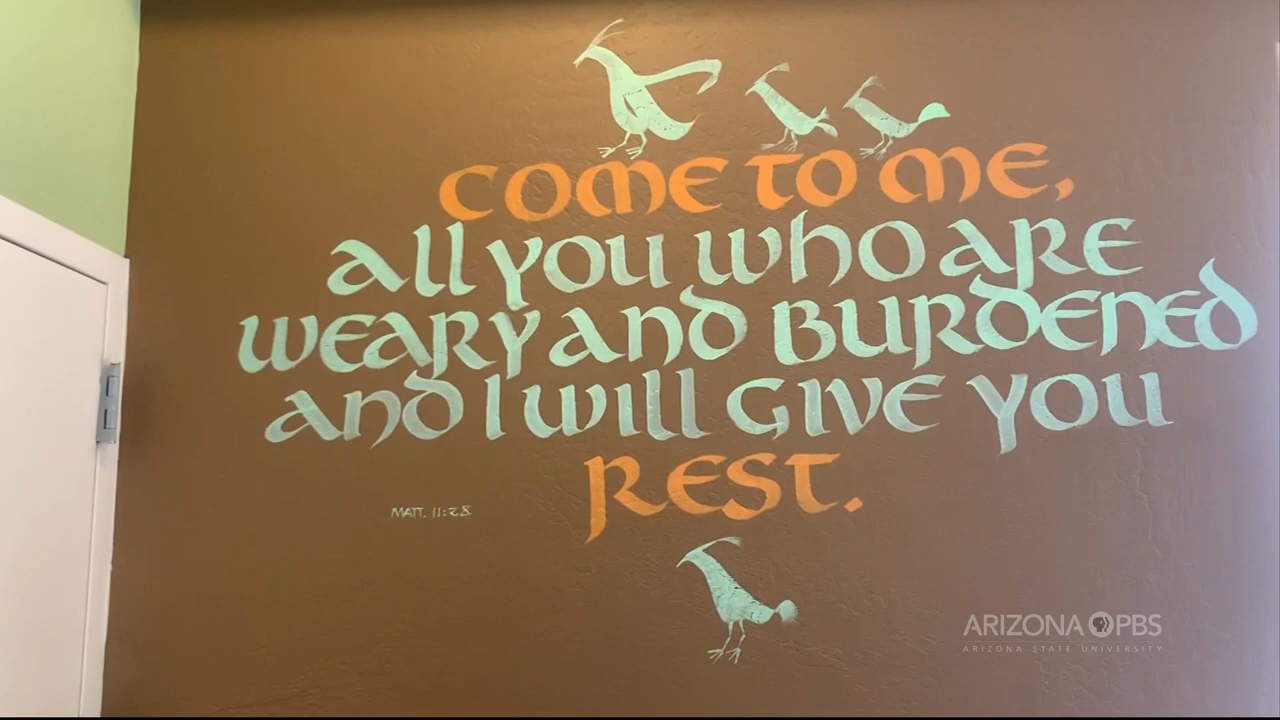 COME TO ME,
all you who are
weary and burdened
and I will give you
rest.
MATT. 11:28
ARIZONA PBS
ARIZONA STATE UNIVERSITY